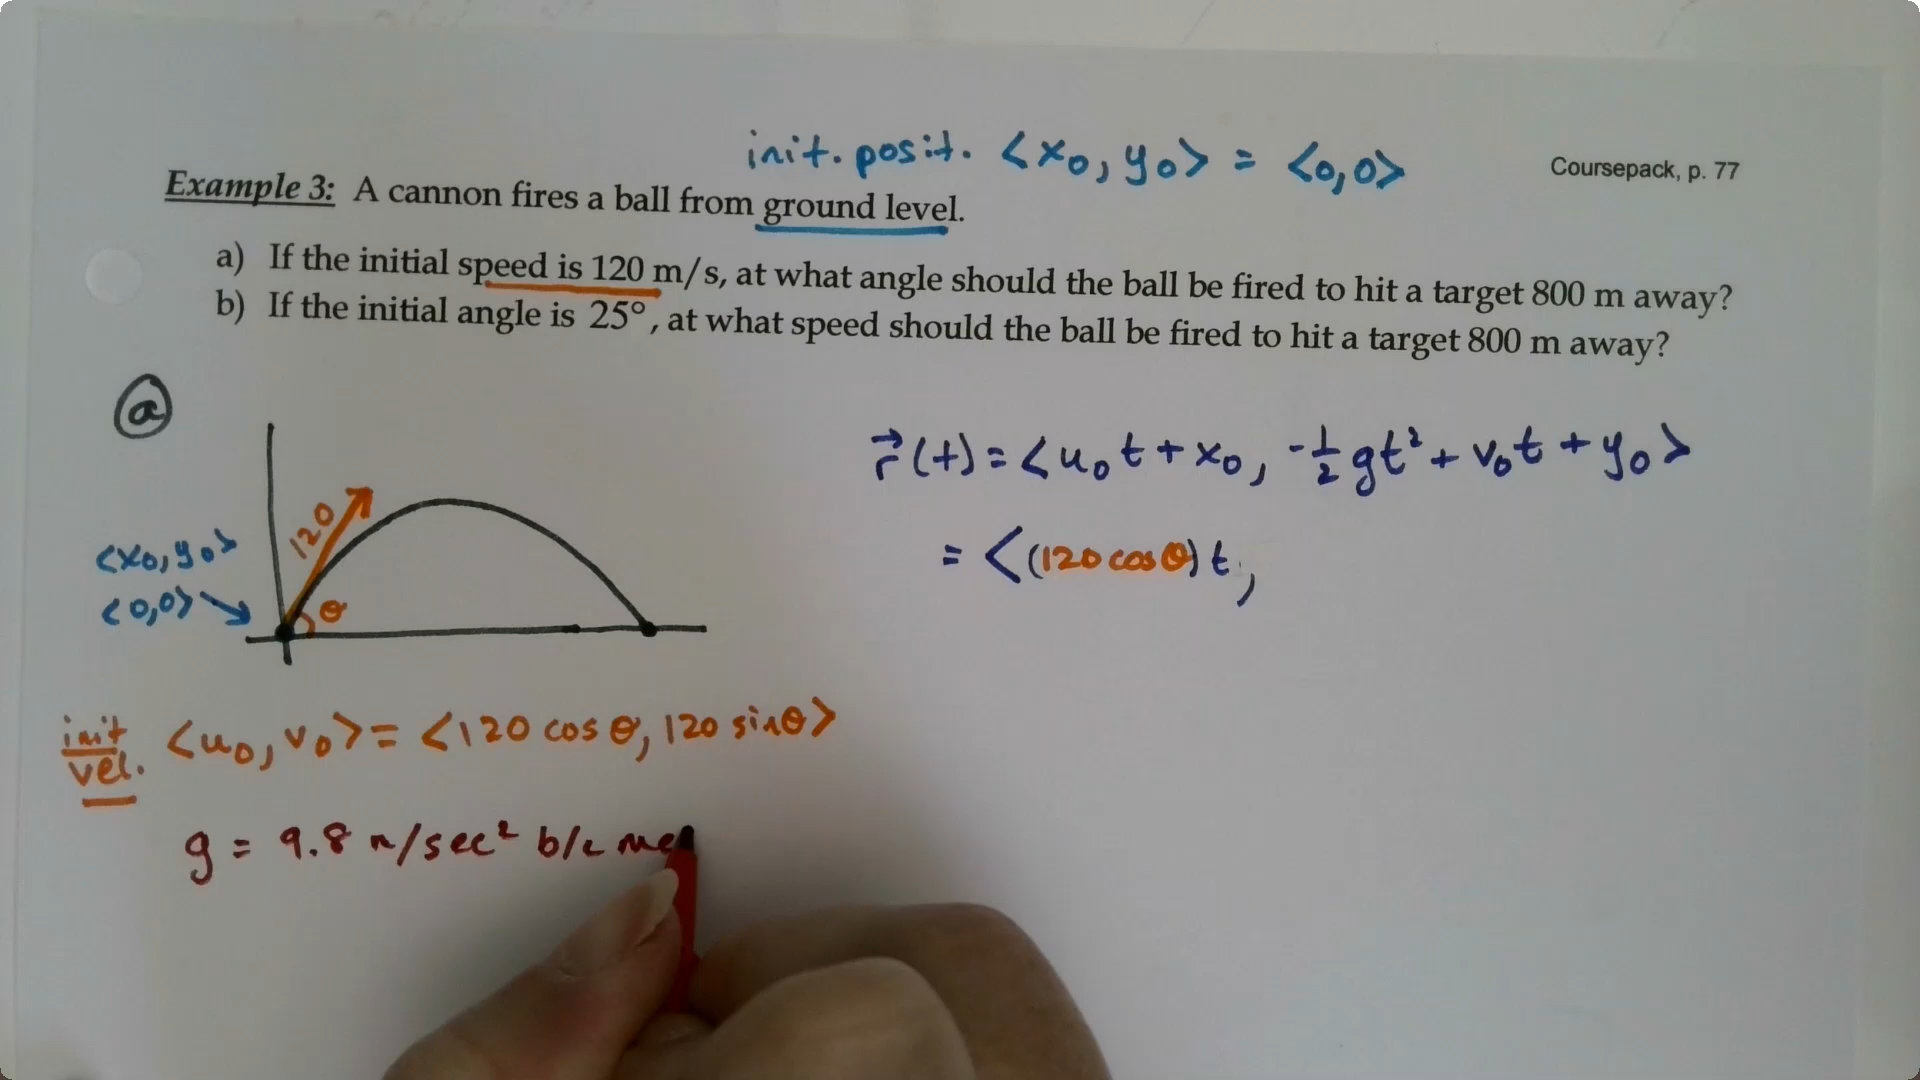 init. posit. <x₀, y₀> = <0,0>
Coursepack, p. 77
Example 3: A cannon fires a ball from ground level.
a) If the initial speed is 120 m/s, at what angle should the ball be fired to hit a target 800 m away?
b) If the initial angle is 25°, at what speed should the ball be fired to hit a target 800 m away?
a
r⃗(t) = <u₀t + x₀, -½gt² + v₀t + y₀>
= <(120 cos θ)t,
120
<x₀, y₀>
<0,0>
θ
init vel. <u₀, v₀> = <120 cos θ, 120 sin θ>
g = 9.8 m/sec² b/c